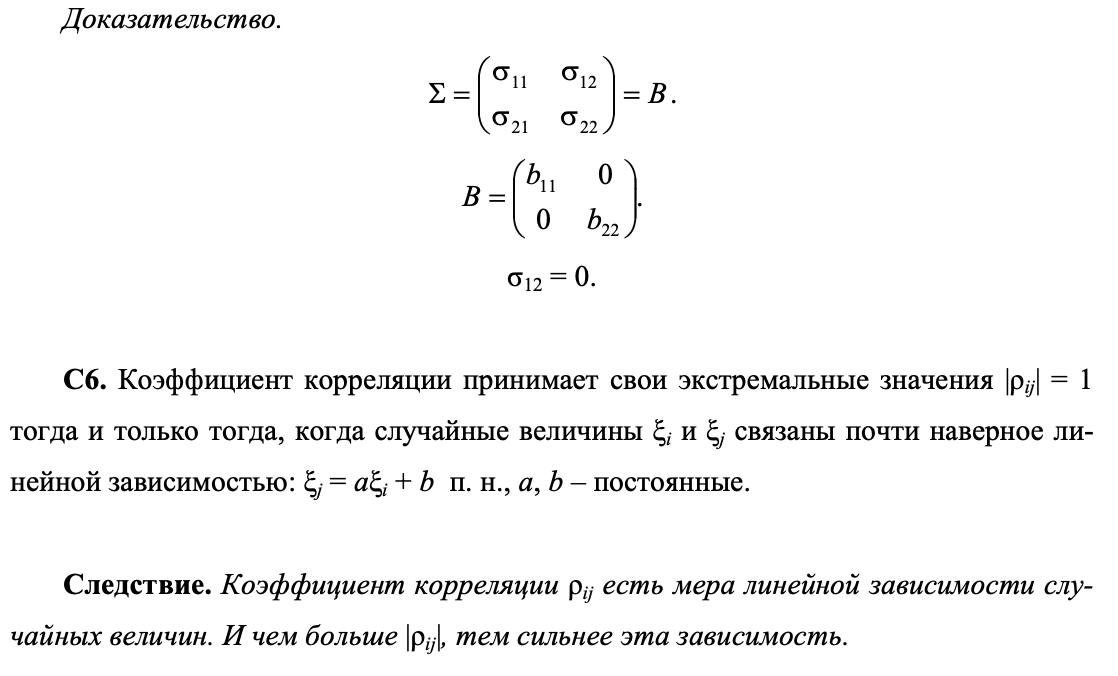 Доказательство.
Σ = (σ11 σ12
σ21 σ22) = B.
B = (b11 0
0 b22).
σ12 = 0.
С6. Коэффициент корреляции принимает свои экстремальные значения |ρij| = 1
тогда и только тогда, когда случайные величины ξi и ξj связаны почти наверное ли-
нейной зависимостью: ξj = aξi + b п. н., a, b – постоянные.
Следствие. Коэффициент корреляции ρij есть мера линейной зависимости слу-
чайных величин. И чем больше |ρij|, тем сильнее эта зависимость.